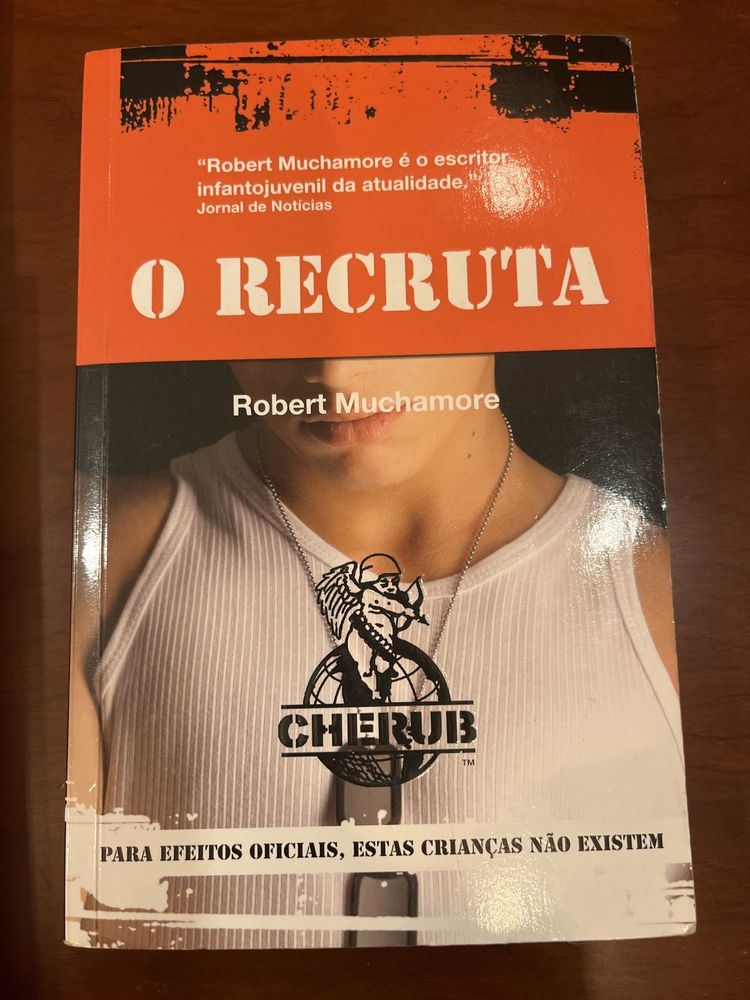 “Robert Muchamore é o escritor
infantojuvenil da atualidade.”
Jornal de Notícias
O RECRUTA
Robert Muchamore
CHERUB
TM
PARA EFEITOS OFICIAIS, ESTAS CRIANÇAS NÃO EXISTEM